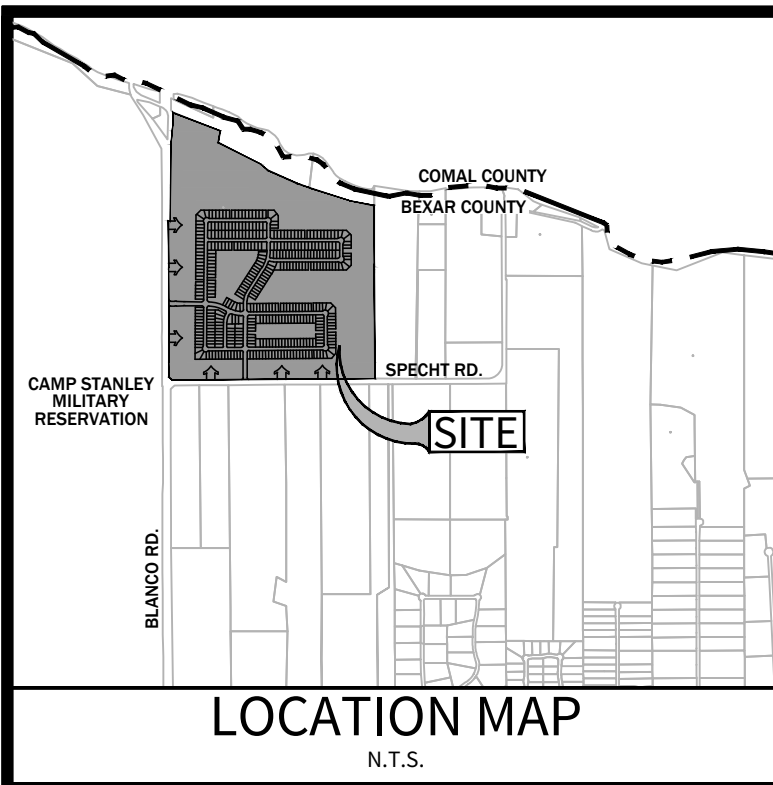 COMAL COUNTY
BEXAR COUNTY
SPECHT RD.
CAMP STANLEY
MILITARY
RESERVATION
SITE
BLANCO RD.
LOCATION MAP
N.T.S.